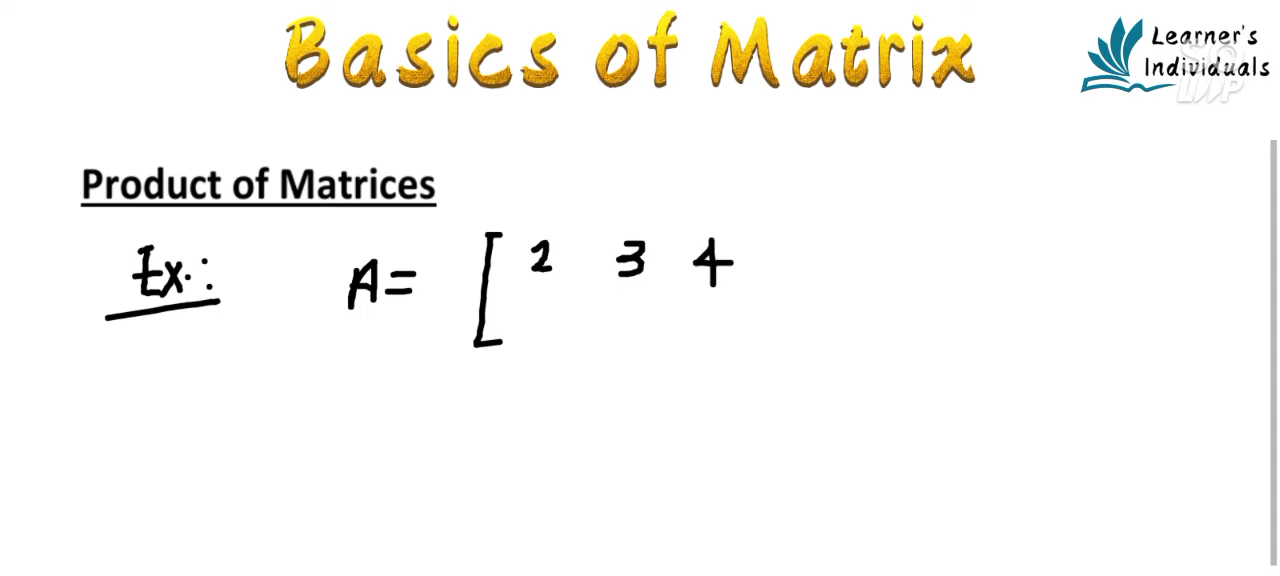 Basics of Matrix
Learner's
Individuals
Product of Matrices
Ex.: A = [ 2 3 4